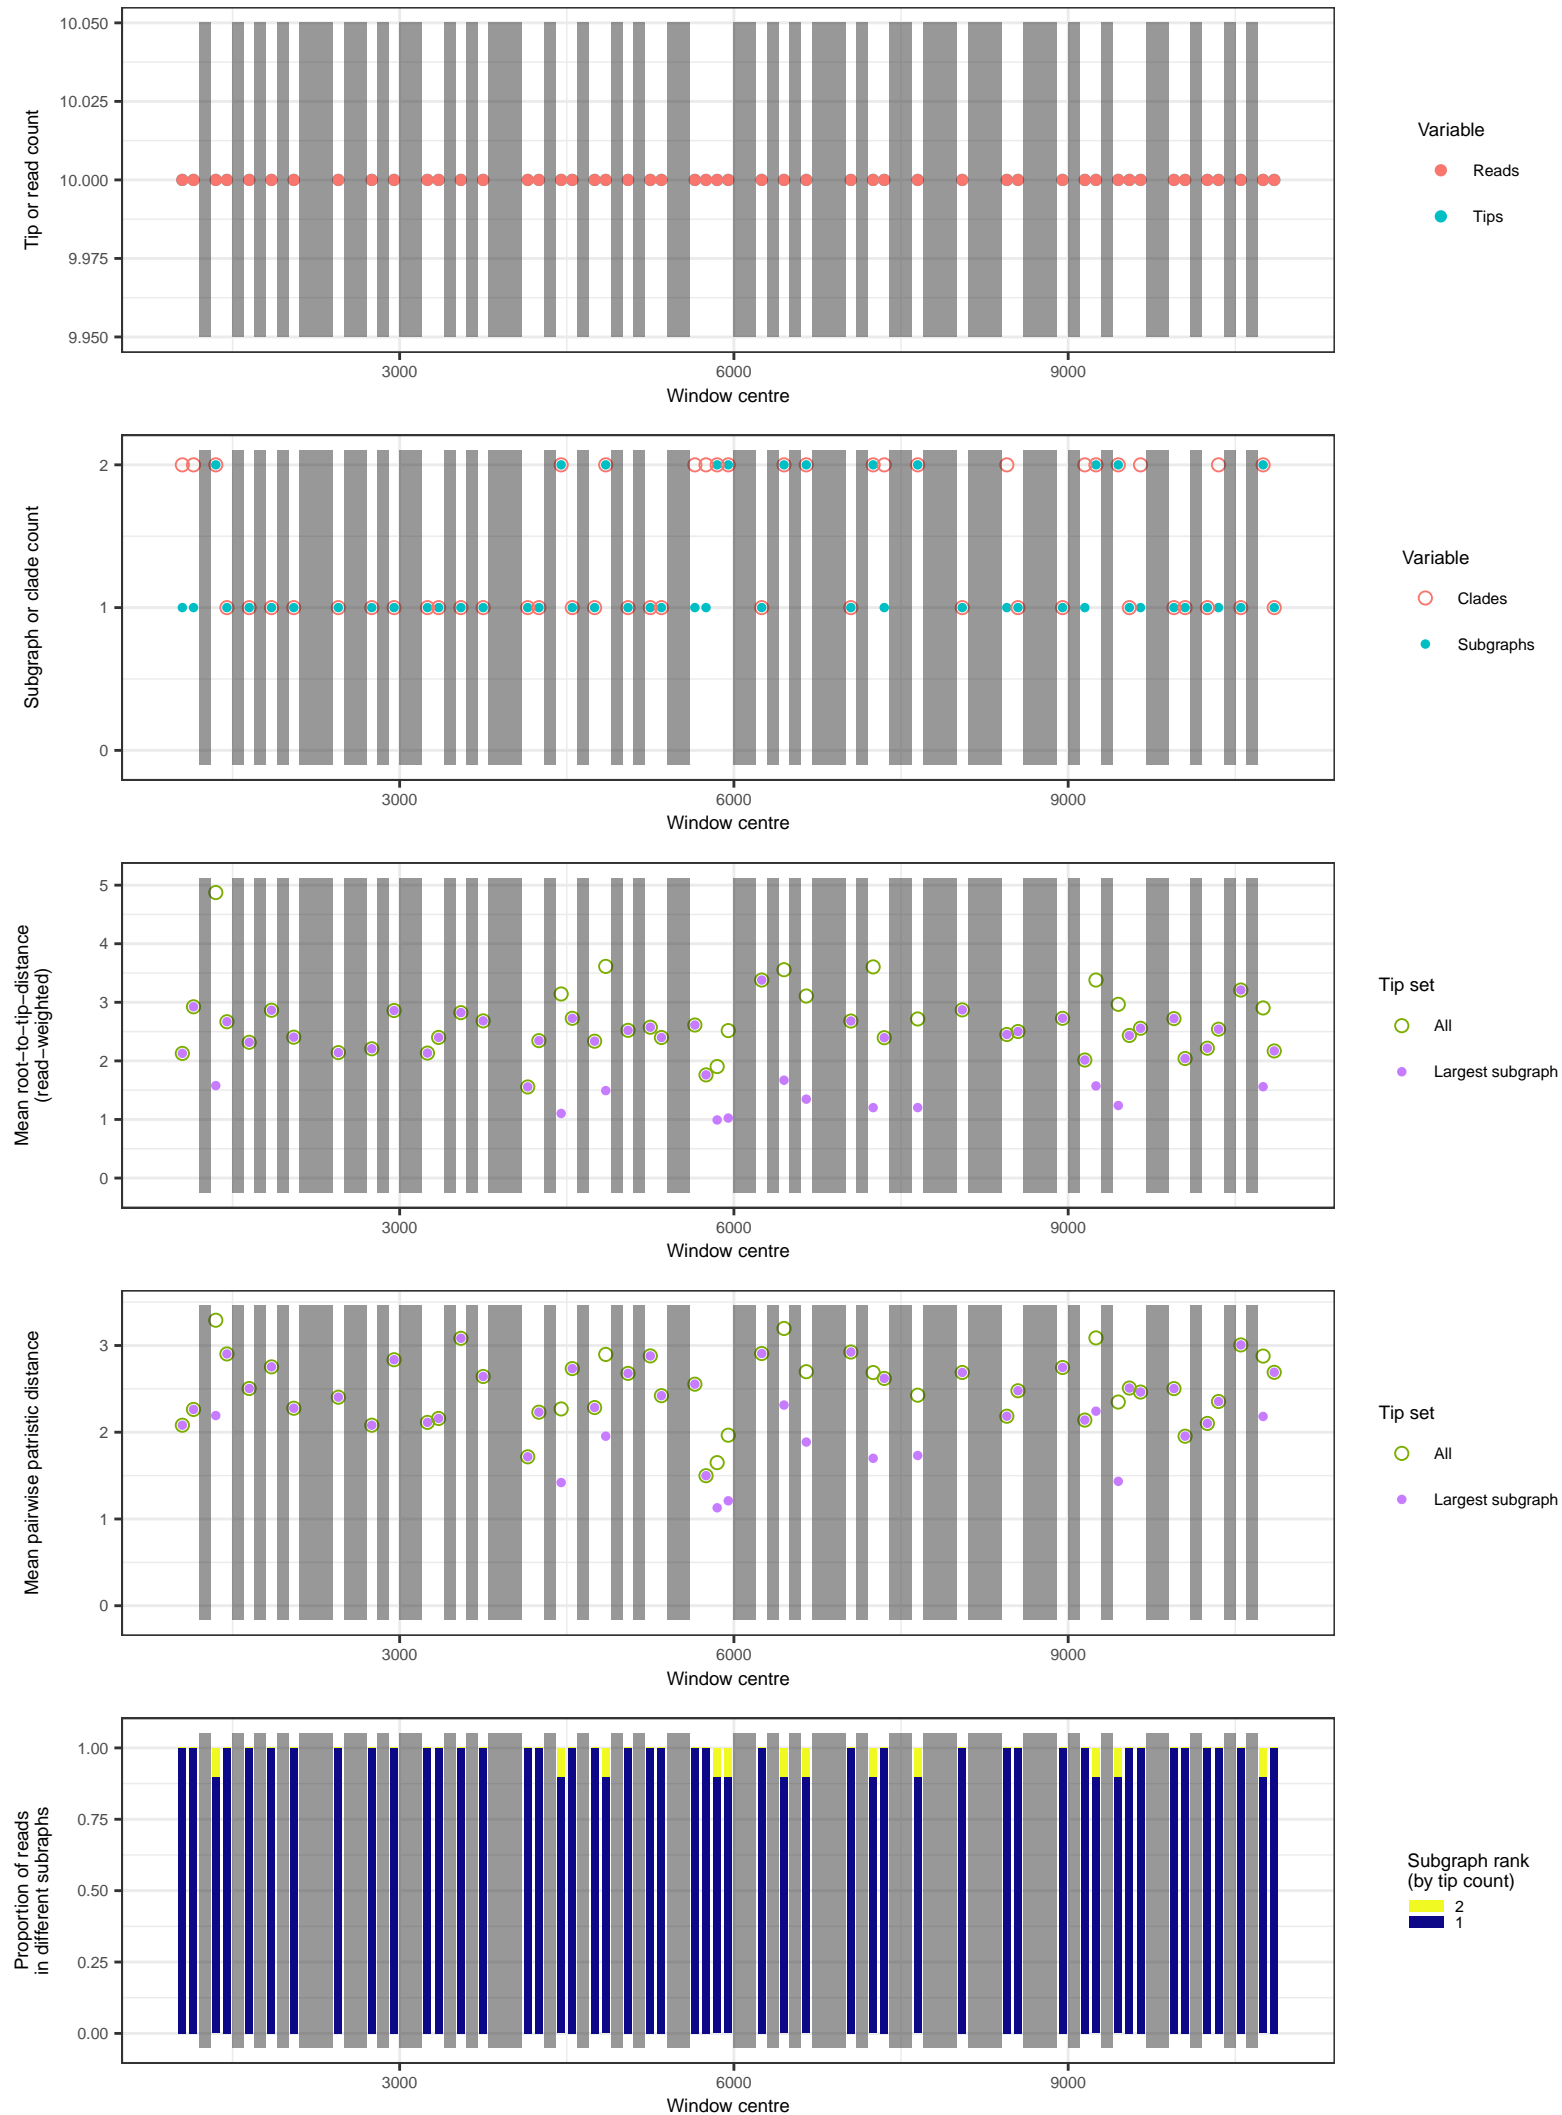 10.050
10.025
10.000
9.975
9.950
Tip or read count
3000 6000 9000
Window centre
Variable
Reads
Tips
2
1
0
Subgraph or clade count
3000 6000 9000
Window centre
Variable
Clades
Subgraphs
5
4
3
2
1
0
Mean root−to−tip−distance
(read−weighted)
3000 6000 9000
Window centre
Tip set
All
Largest subgraph
3
2
1
0
Mean pairwise patristic distance
3000 6000 9000
Window centre
Tip set
All
Largest subgraph
1.00
0.75
0.50
0.25
0.00
Proportion of reads
in different subraphs
3000 6000 9000
Window centre
Subgraph rank
(by tip count)
2
1